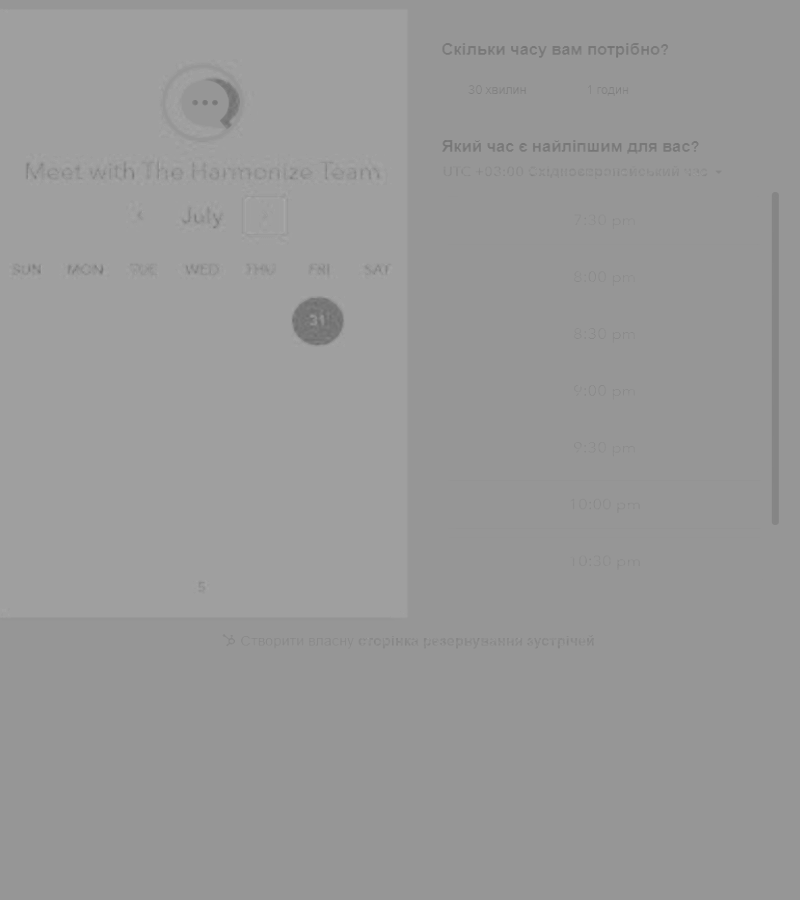 Meet with The Harmonize Team
July
SUN MON TUE WED THU FRI SAT
31
5
Скільки часу вам потрібно?
30 хвилин 1 годин
Який час є найліпшим для вас?
UTC +03:00 Східноєвропейський час
7:30 pm
8:00 pm
8:30 pm
9:00 pm
9:30 pm
10:00 pm
10:30 pm
Створити власну сторінка резервування зустрічей